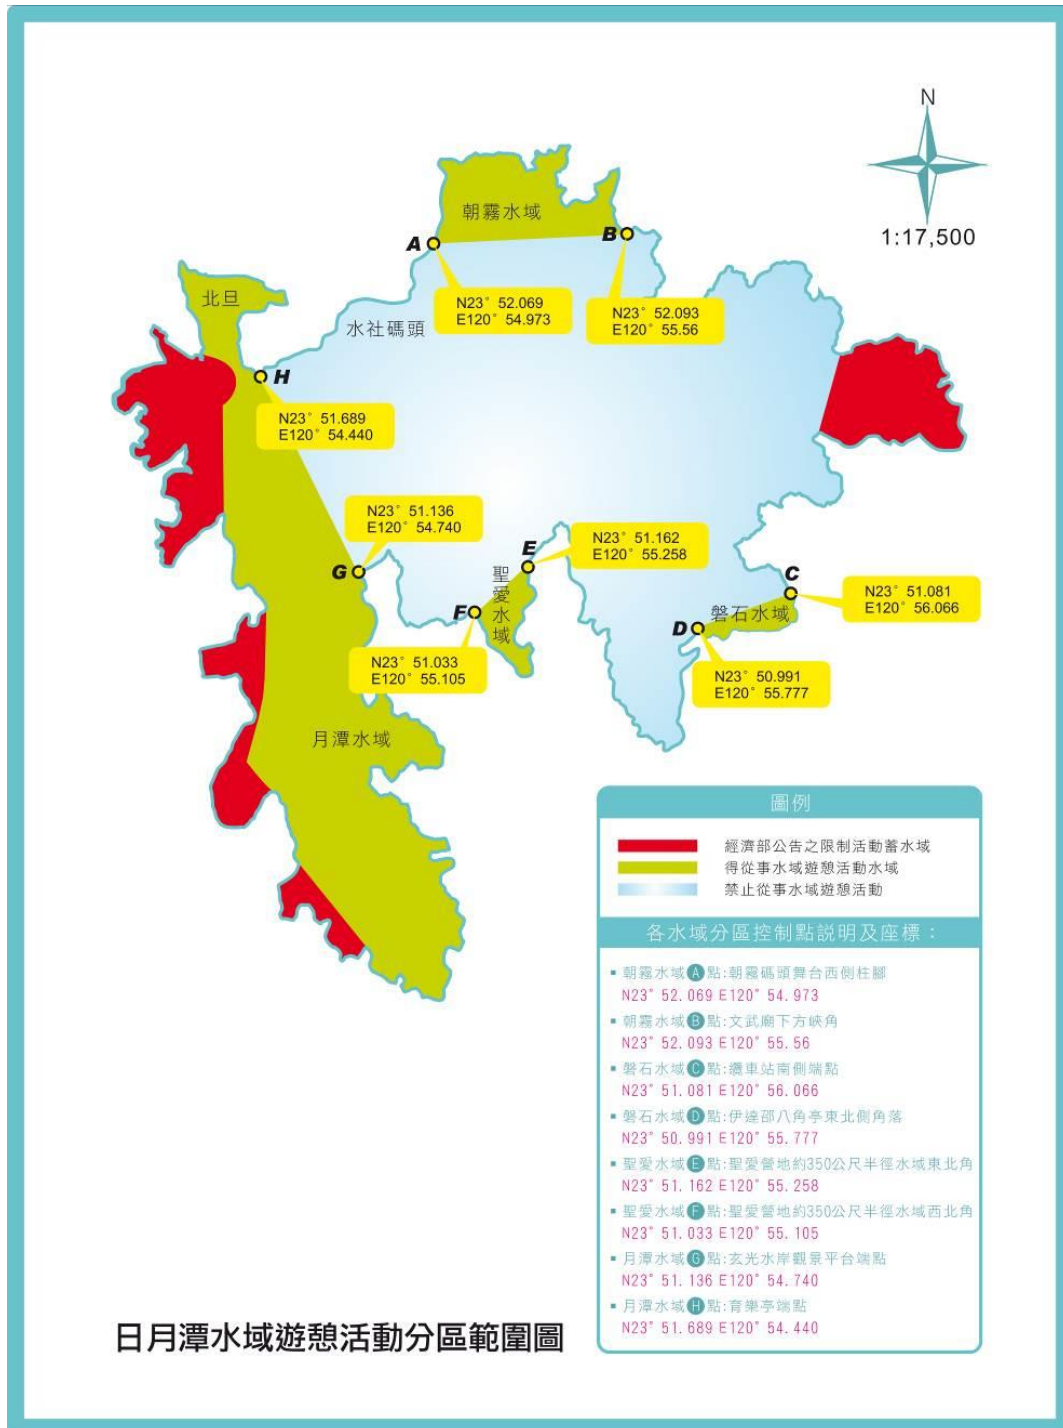 N
1:17,500
朝霧水域
A
B
N23° 52.069
E120° 54.973
N23° 52.093
E120° 55.56
北旦
水社碼頭
H
N23° 51.689
E120° 54.440
N23° 51.136
E120° 54.740
G
E
N23° 51.162
E120° 55.258
聖愛水域
F
N23° 51.033
E120° 55.105
C
N23° 51.081
E120° 56.066
磐石水域
D
N23° 50.991
E120° 55.777
月潭水域
圖例
經濟部公告之限制活動蓄水域
得從事水域遊憩活動水域
禁止從事水域遊憩活動
各水域分區控制點説明及座標：
▪ 朝霧水域A點:朝霧碼頭舞台西側柱腳
N23° 52.069 E120° 54.973
▪ 朝霧水域B點:文武廟下方峽角
N23° 52.093 E120° 55.56
▪ 磐石水域C點:纜車站南側端點
N23° 51.081 E120° 56.066
▪ 磐石水域D點:伊達邵八角亭東北側角落
N23° 50.991 E120° 55.777
▪ 聖愛水域E點:聖愛營地約350公尺半徑水域東北角
N23° 51.162 E120° 55.258
▪ 聖愛水域F點:聖愛營地約350公尺半徑水域西北角
N23° 51.033 E120° 55.105
▪ 月潭水域G點:玄光水岸觀景平台端點
N23° 51.136 E120° 54.740
▪ 月潭水域H點:育樂亭端點
N23° 51.689 E120° 54.440
日月潭水域遊憩活動分區範圍圖